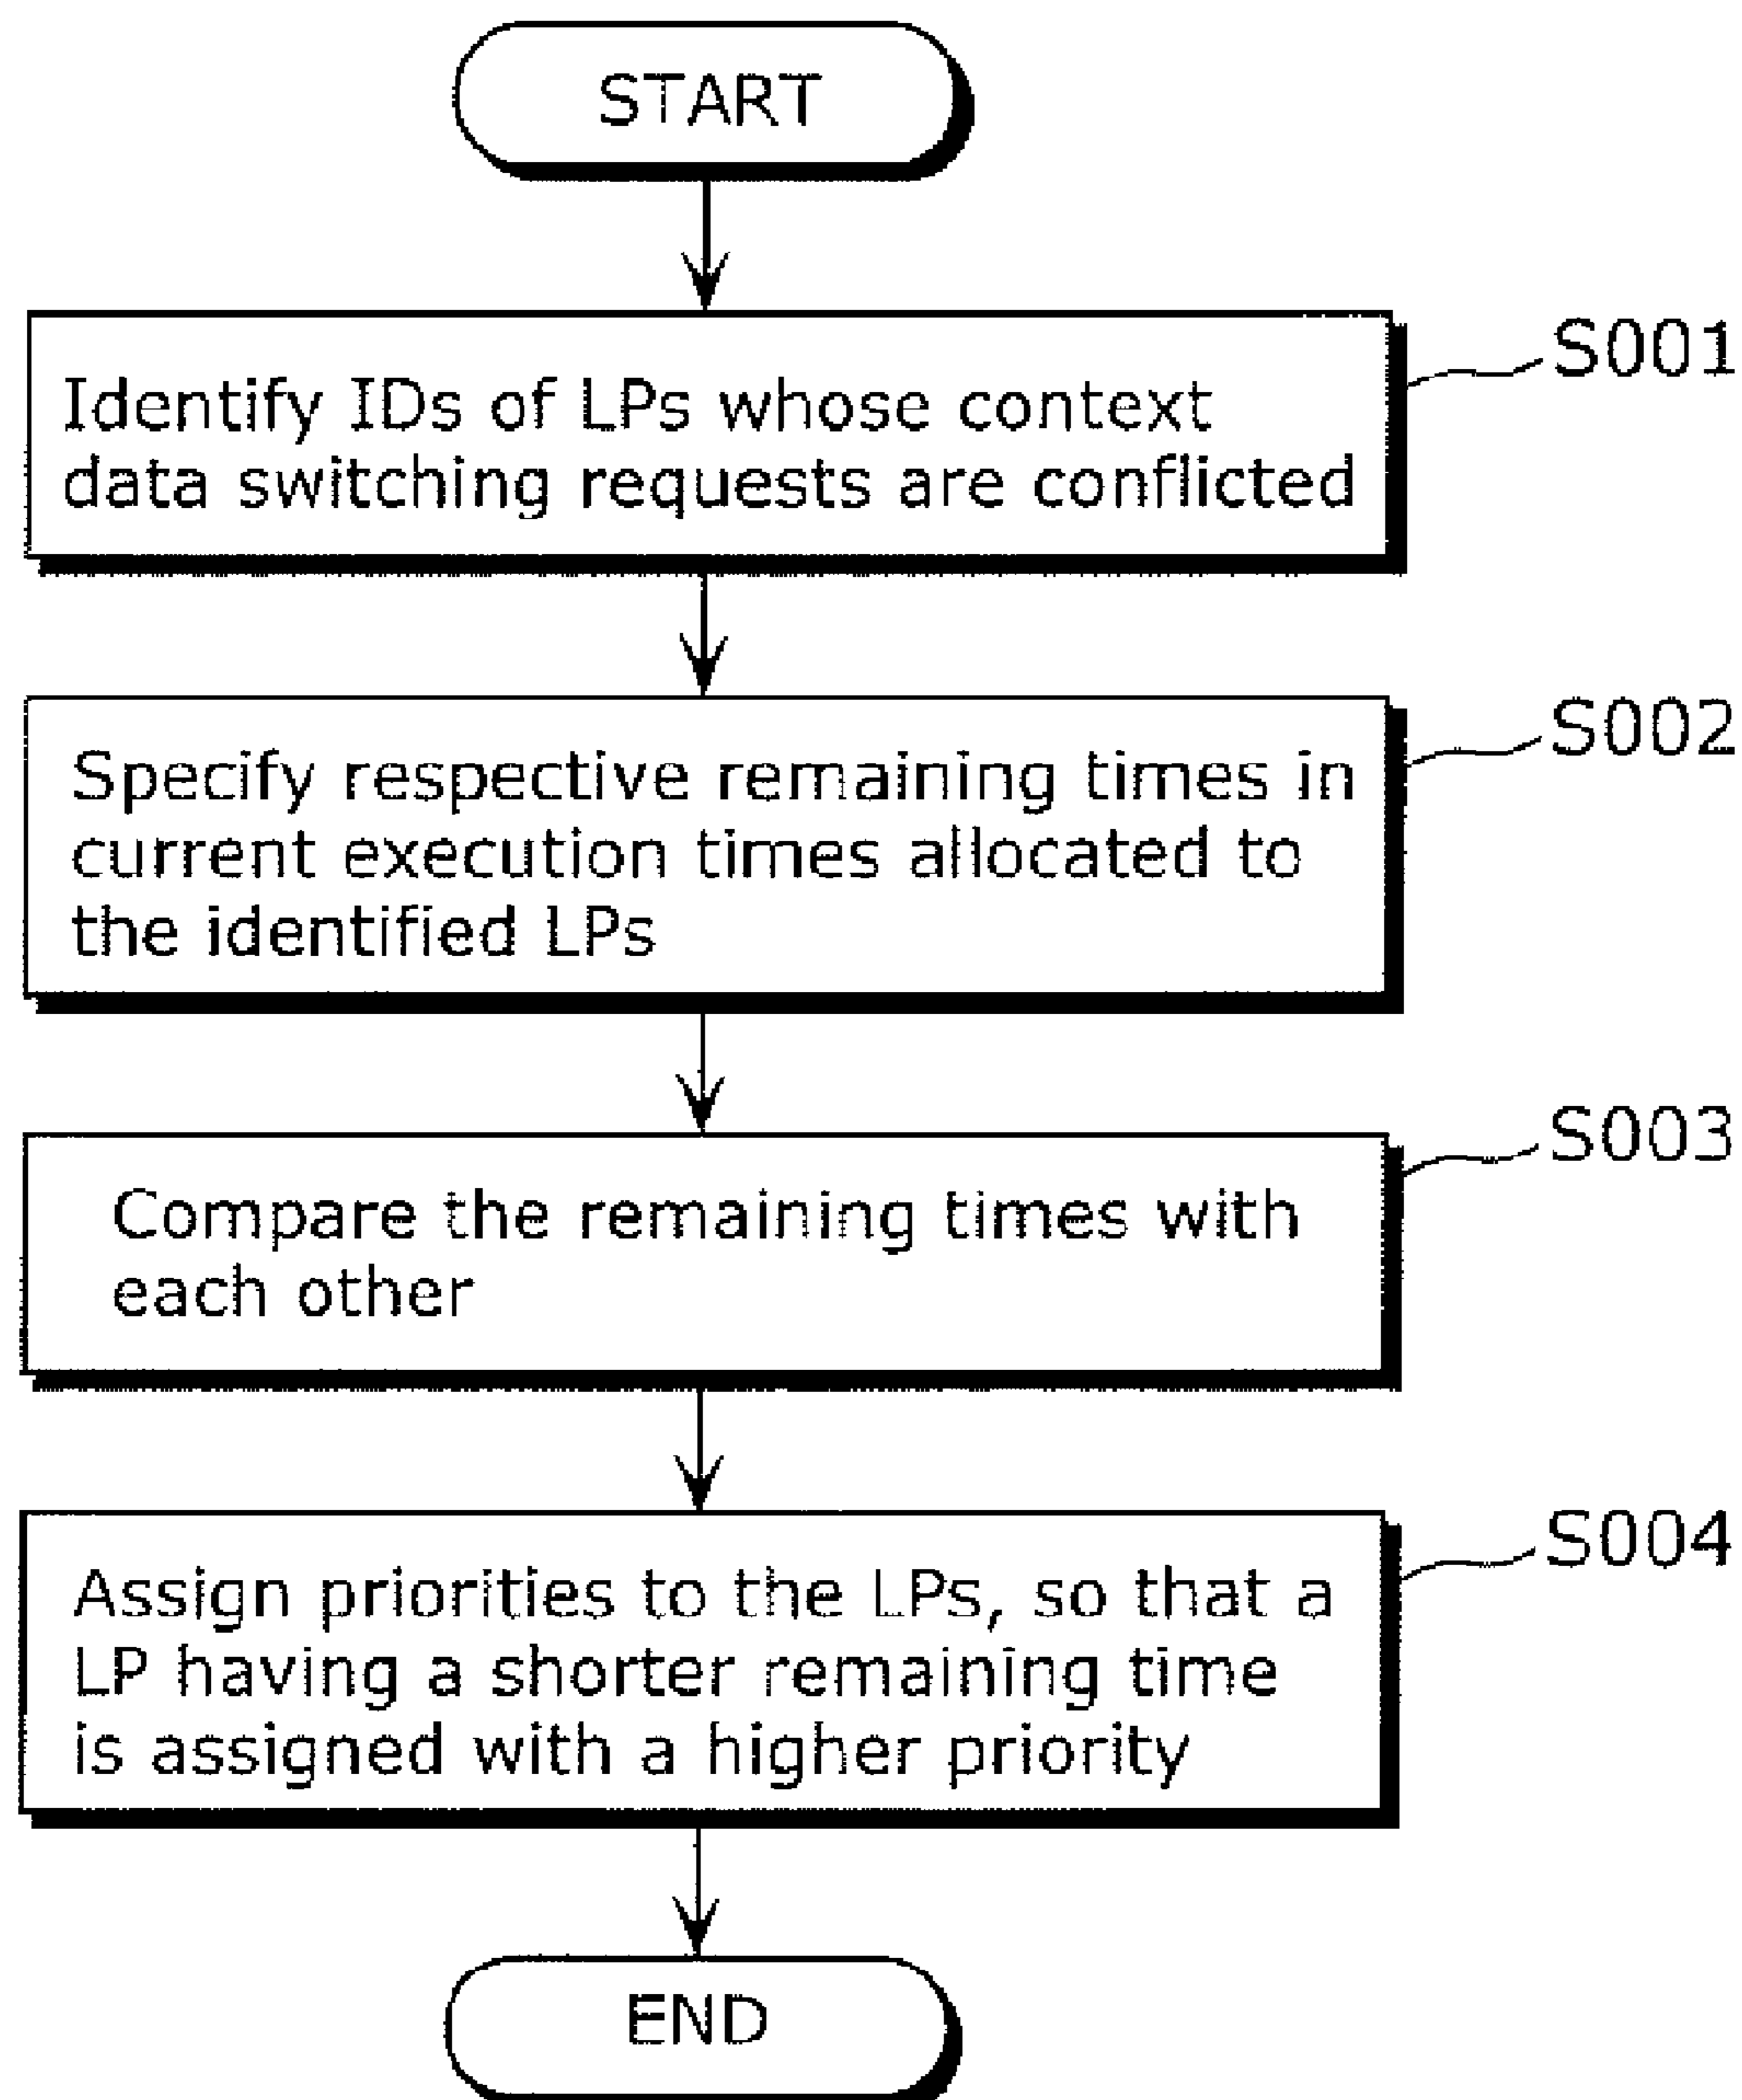 START
S001
Identify IDs of LPs whose context
data switching requests are conflicted
S002
Specify respective remaining times in
current execution times allocated to
the identified LPs
S003
Compare the remaining times with
each other
S004
Assign priorities to the LPs, so that a
LP having a shorter remaining time
is assigned with a higher priority
END